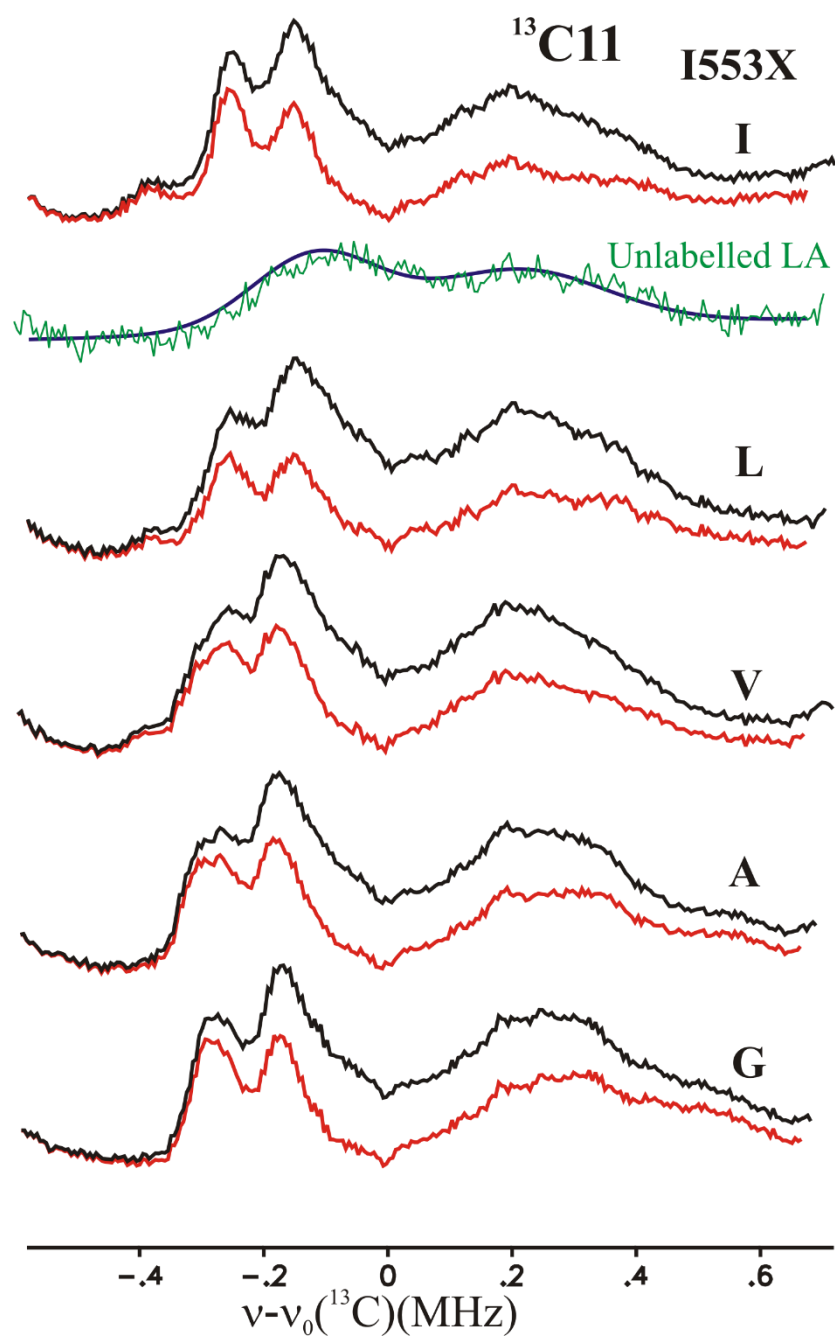 ¹³C11
I553X
I
Unlabelled LA
L
V
A
G
-.4 -.2 0 .2 .4 .6
ν-ν₀(¹³C)(MHz)